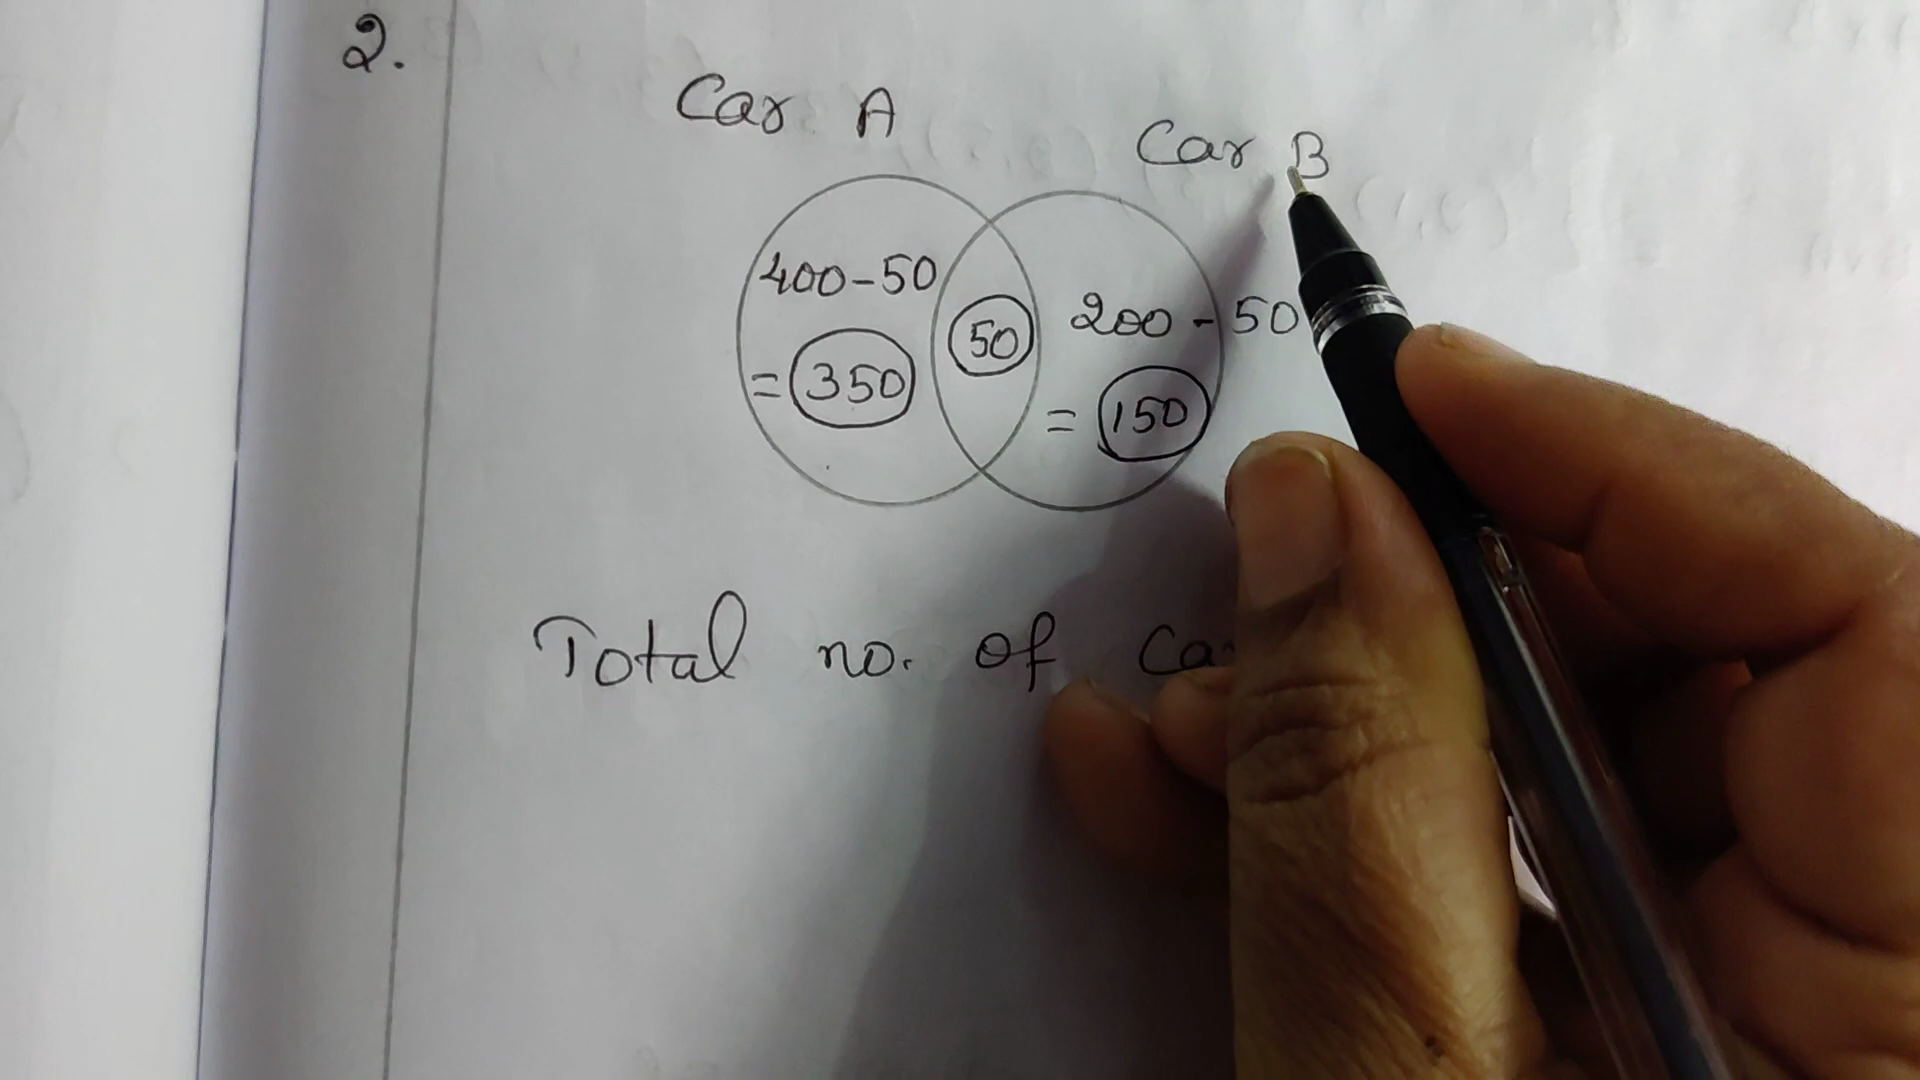 2.
Car A
Car B
400-50
50
200-50
= 350
= 150
Total no. of